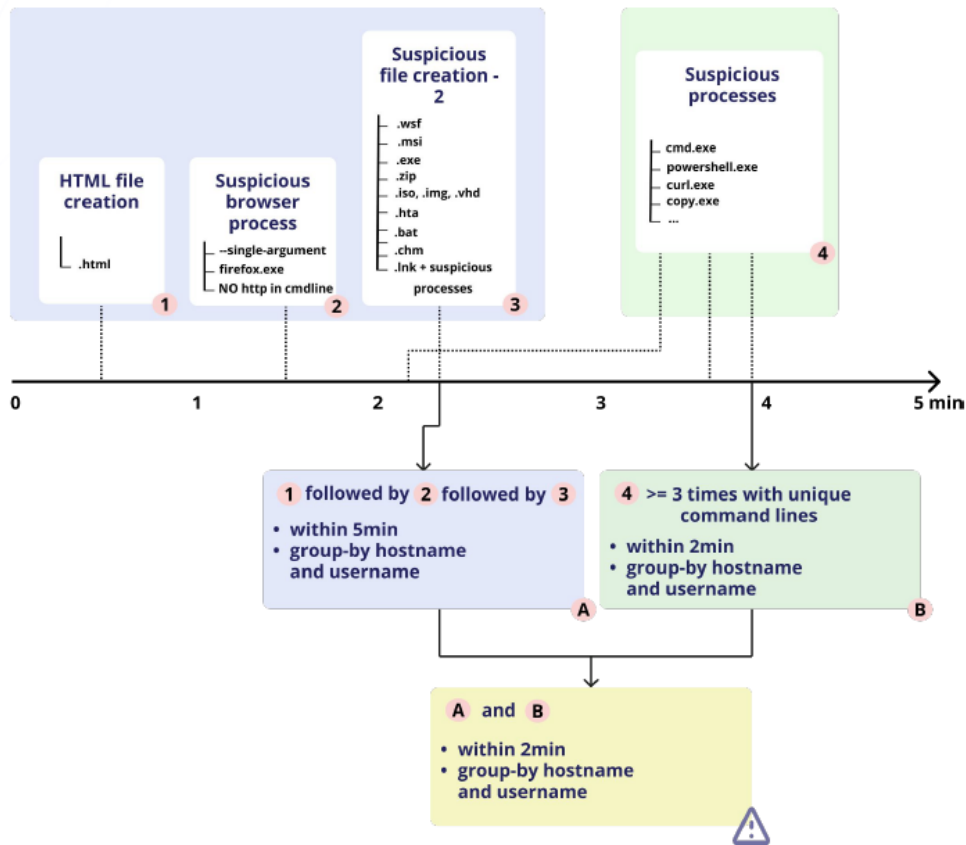 Suspicious
file creation -
2
.wsf
.msi
.exe
.zip
.iso, .img, .vhd
.hta
.bat
.chm
.lnk + suspicious
processes
3
HTML file
creation
.html
1
Suspicious
browser
process
--single-argument
firefox.exe
NO http in cmdline
2
Suspicious
processes
cmd.exe
powershell.exe
curl.exe
copy.exe
...
4
0 1 2 3 4 5 min
1 followed by 2 followed by 3
• within 5min
• group-by hostname
and username
A
4 >= 3 times with unique
command lines
• within 2min
• group-by hostname
and username
B
A and B
• within 2min
• group-by hostname
and username